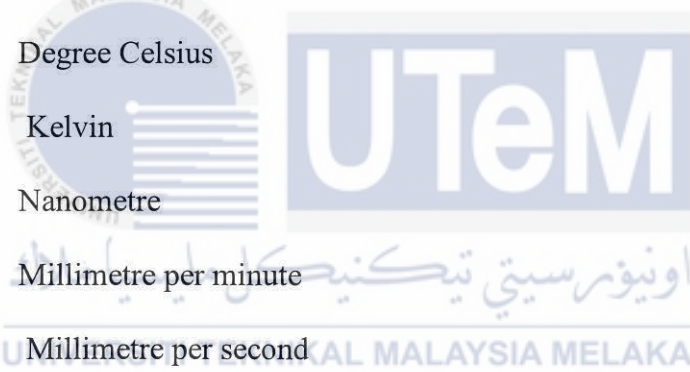 Degree Celsius
Kelvin
Nanometre
Millimetre per minute
Millimetre per second
UTeM
اونيۏرسيتي تيكنيكل مليسيا ملاك
UNIVERSITI TEKNIKAL MALAYSIA MELAKA